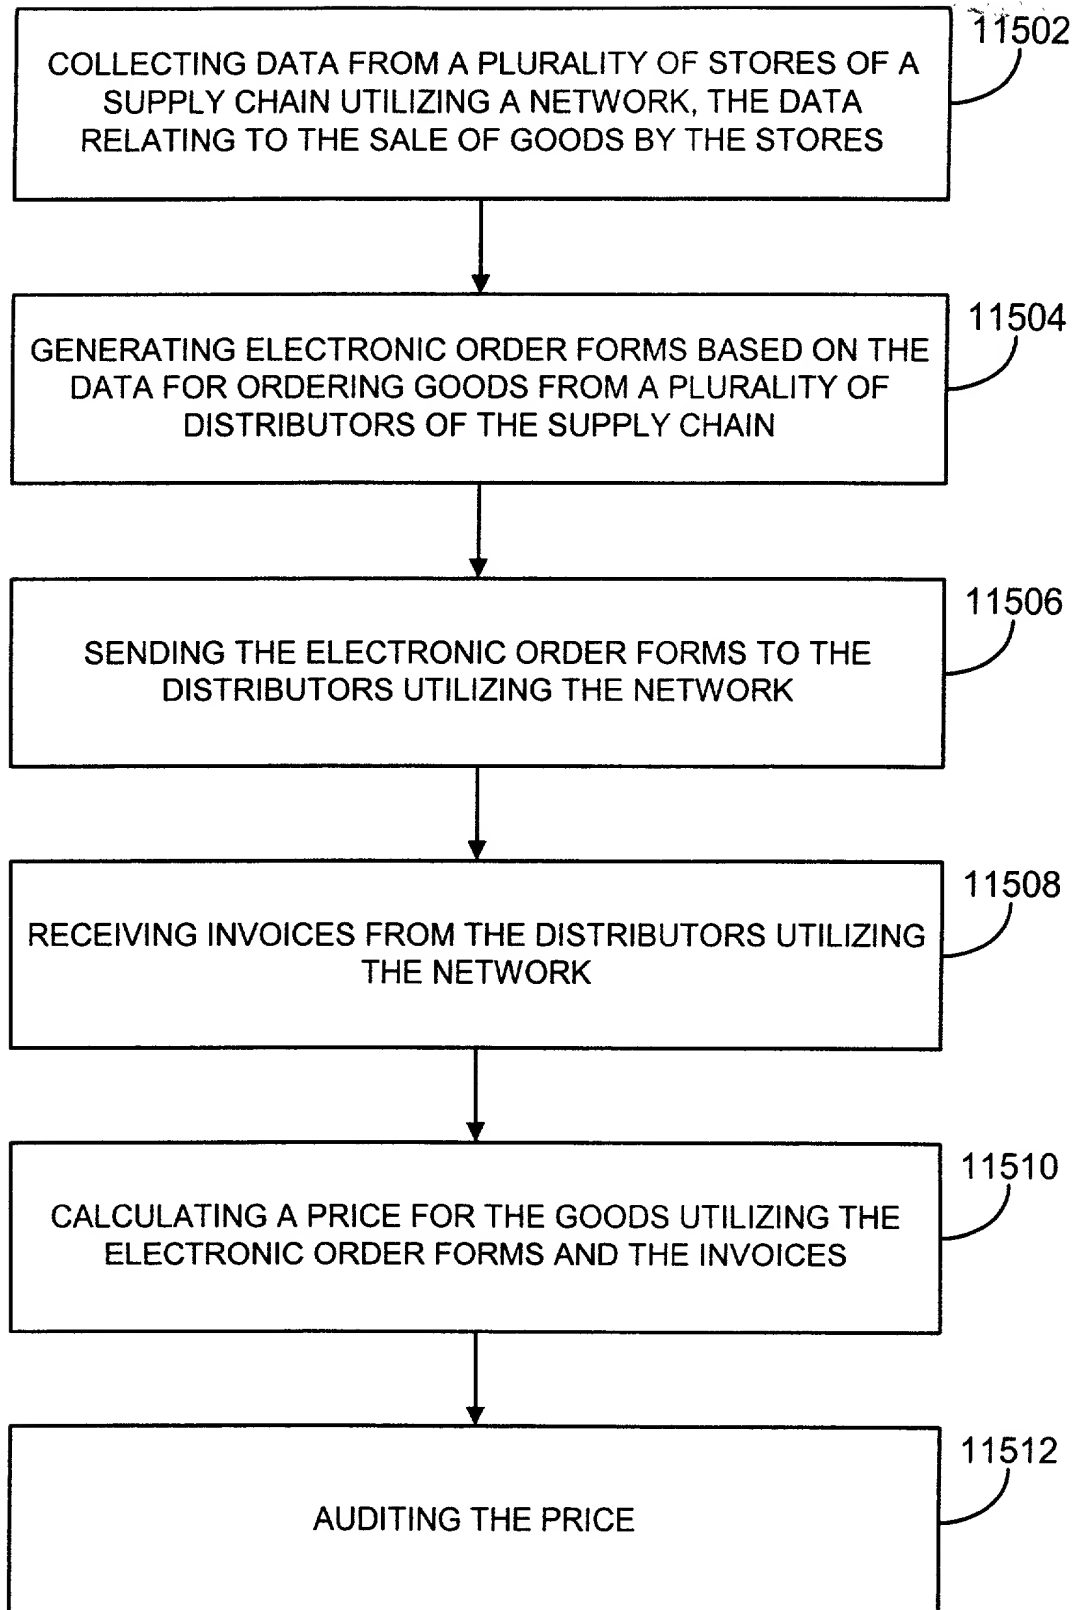 11502
COLLECTING DATA FROM A PLURALITY OF STORES OF A
SUPPLY CHAIN UTILIZING A NETWORK, THE DATA
RELATING TO THE SALE OF GOODS BY THE STORES
11504
GENERATING ELECTRONIC ORDER FORMS BASED ON THE
DATA FOR ORDERING GOODS FROM A PLURALITY OF
DISTRIBUTORS OF THE SUPPLY CHAIN
11506
SENDING THE ELECTRONIC ORDER FORMS TO THE
DISTRIBUTORS UTILIZING THE NETWORK
11508
RECEIVING INVOICES FROM THE DISTRIBUTORS UTILIZING
THE NETWORK
11510
CALCULATING A PRICE FOR THE GOODS UTILIZING THE
ELECTRONIC ORDER FORMS AND THE INVOICES
11512
AUDITING THE PRICE